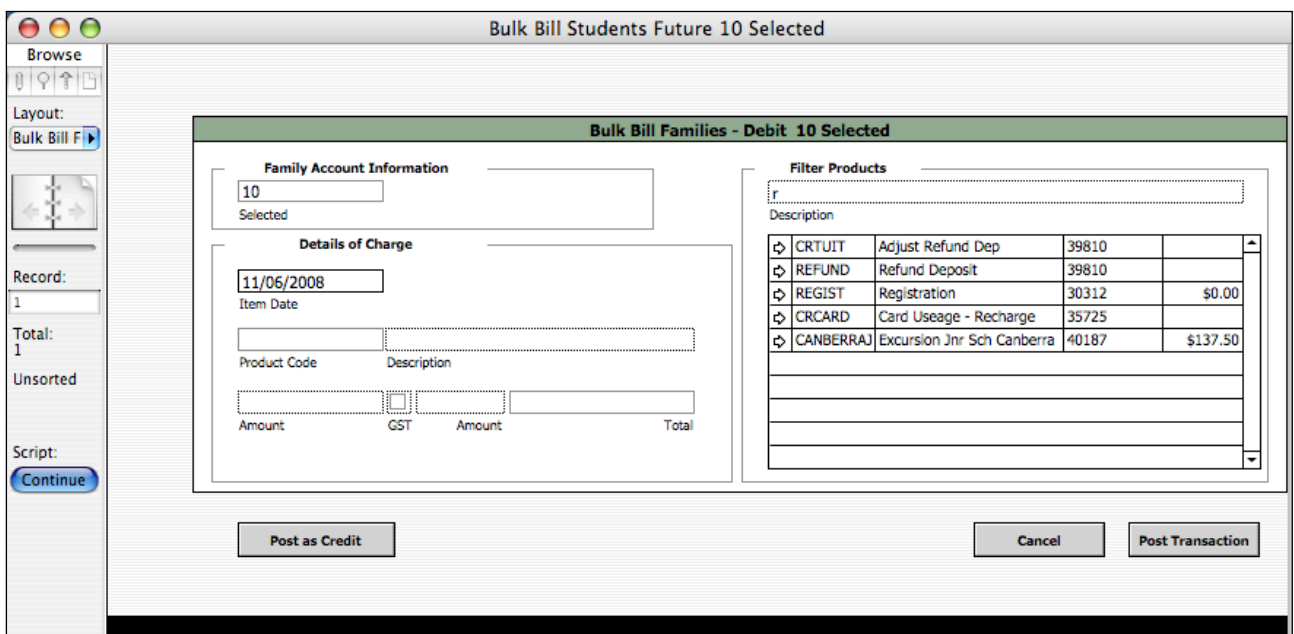 Bulk Bill Students Future 10 Selected
Browse
Layout:
Bulk Bill F
Record:
1
Total:
1
Unsorted
Script:
Continue
Bulk Bill Families - Debit 10 Selected
Family Account Information
10
Selected
Details of Charge
11/06/2008
Item Date
Product Code Description
Amount GST Amount Total
Filter Products
r
Description
CRTUIT Adjust Refund Dep 39810
REFUND Refund Deposit 39810
REGIST Registration 30312 $0.00
CRCARD Card Useage - Recharge 35725
CANBERRAJ Excursion Jnr Sch Canberra 40187 $137.50
Post as Credit Cancel Post Transaction